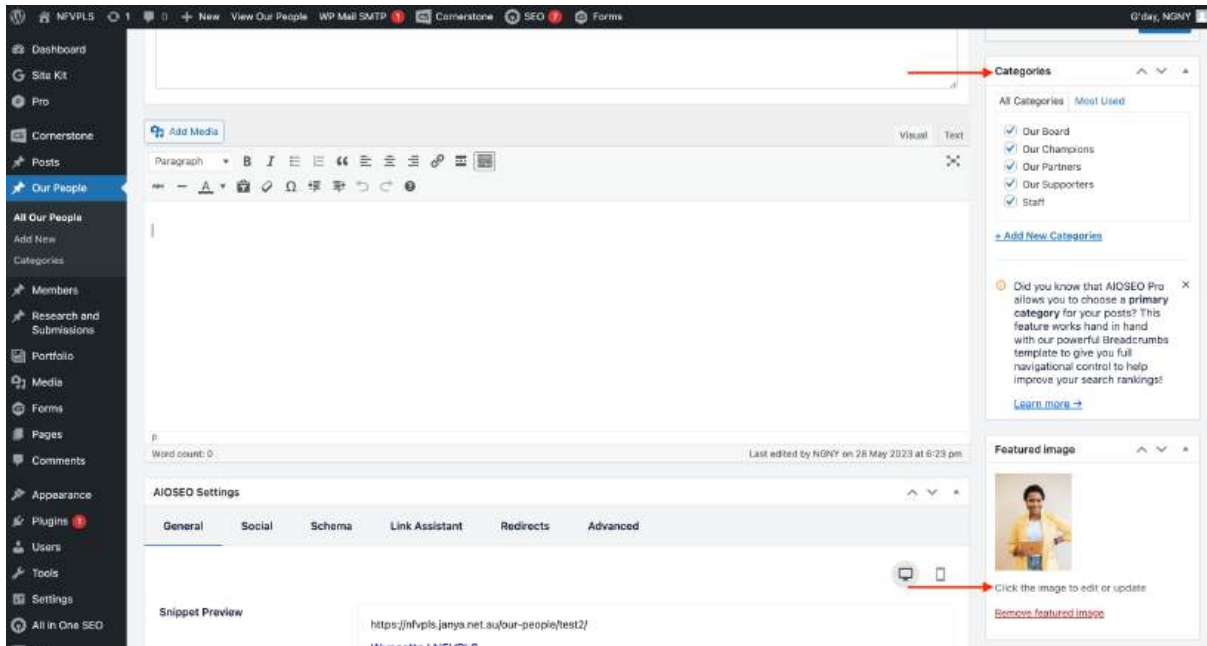 NFVPLS 1 0 + New View Our People WP Mail SMTP 1 Cornerstone SEO 7 Forms G'day, NGNY
Dashboard
Site Kit
Pro
Cornerstone
Posts
Our People
All Our People
Add New
Categories
Members
Research and
Submissions
Portfolio
Media
Forms
Pages
Comments
Appearance
Plugins 1
Users
Tools
Settings
All in One SEO
Add Media
Visual Text
Paragraph
P
Word count: 0
Last edited by NGNY on 28 May 2023 at 6:23 pm
AIOSEO Settings
General Social Schema Link Assistant Redirects Advanced
Snippet Preview
https://nfvpls.janya.net.au/our-people/test2/
NFVPLS
Categories
All Categories Most Used
Our Board
Our Champions
Our Partners
Our Supporters
Staff
+ Add New Categories
Did you know that AIOSEO Pro
allows you to choose a primary
category for your posts? This
feature works hand in hand
with our powerful Breadcrumbs
template to give you full
navigational control to help
improve your search rankings!
Learn more →
Featured image
Click the image to edit or update
Remove featured image